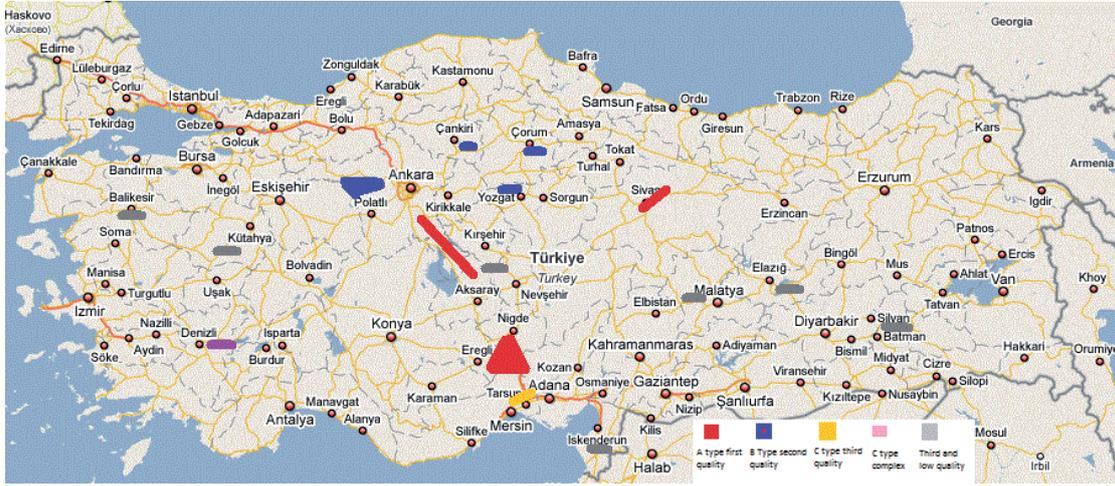 Haskovo
(Хасково)
Georgia
Edirne
Lüleburgaz
Çorlu
Tekirdag
Istanbul
Gebze
Golcuk
Adapazari
Zonguldak
Eregli
Bolu
Karabük
Kastamonu
Bafra
Samsun
Fatsa
Ordu
Giresun
Trabzon
Rize
Kars
Armenia
Çanakkale
Bandırma
Bursa
İnegöl
Eskişehir
Ankara
Polatlı
Kirikkale
Çankiri
Çorum
Amasya
Turhal
Tokat
Yozgat
Sorgun
Sivas
Erzincan
Erzurum
Igdir
Balikesir
Soma
Kütahya
Manisa
Turgutlu
Izmir
Uşak
Bolvadin
Kırşehir
Türkiye
Turkey
Aksaray
Nevşehir
Elbistan
Malatya
Elazığ
Bingöl
Mus
Patnos
Ercis
Ahlat
Van
Tatvan
Khoy
Nazilli
Denizli
Isparta
Burdur
Söke
Aydin
Konya
Nigde
Eregli
Kozan
Kahramanmaras
Adiyaman
Diyarbakir
Silvan
Batman
Bismil
Midyat
Hakkari
Orumiye
Cizre
Silopi
Antalya
Manavgat
Alanya
Karaman
Tarsus
Adana
Osmaniye
Mersin
Silifke
Iskenderun
Gaziantep
Nizip
Kilis
Halab
Şanlıurfa
Viransehir
Kızıltepe
Nusaybin
Mosul
Irbil
A type first
quality
B Type second
quality
C type third
quality
C type
complex
Third and
low quality